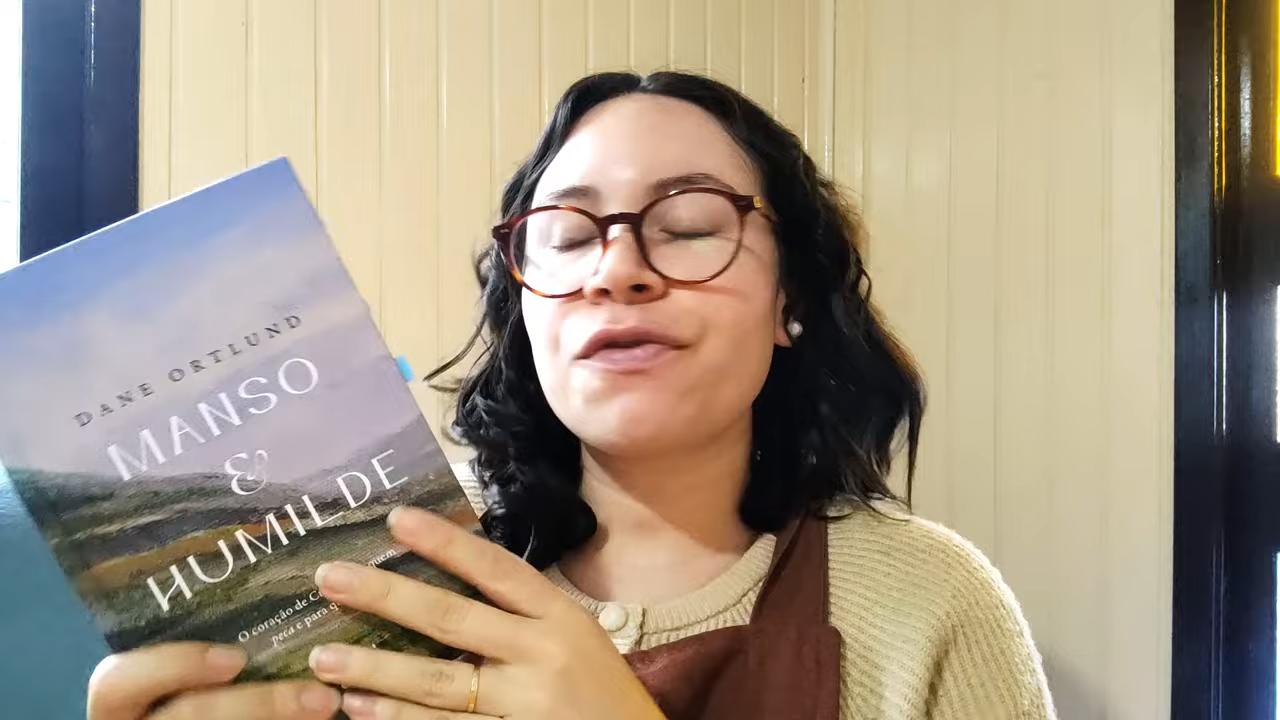 DANE ORTLUND
MANSO
&
HUMILDE
O coração de
peca e para